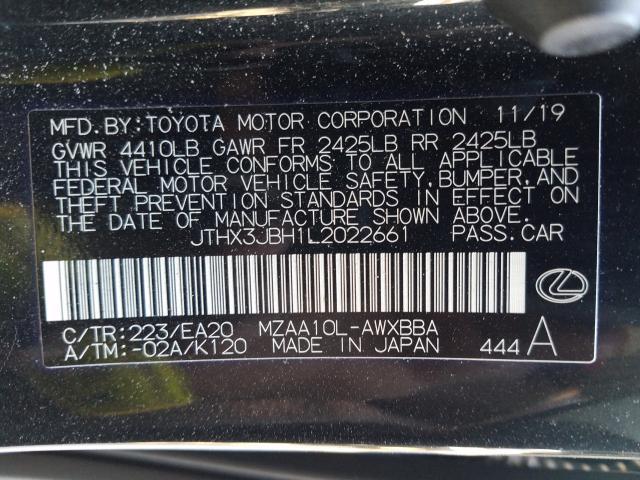 MFD. BY: TOYOTA MOTOR CORPORATION 11/19
GVWR 4410LB GAWR FR 2425LB RR 2425LB
THIS VEHICLE CONFORMS TO ALL APPLICABLE
FEDERAL MOTOR VEHICLE SAFETY, BUMPER, AND
THEFT PREVENTION STANDARDS IN EFFECT ON
THE DATE OF MANUFACTURE SHOWN ABOVE.
JTHX3JBH1L2022661 PASS. CAR
C/TR: 223/EA20 MZAA10L-AWXBBA
A/TM: -02A/K120 MADE IN JAPAN 444 A